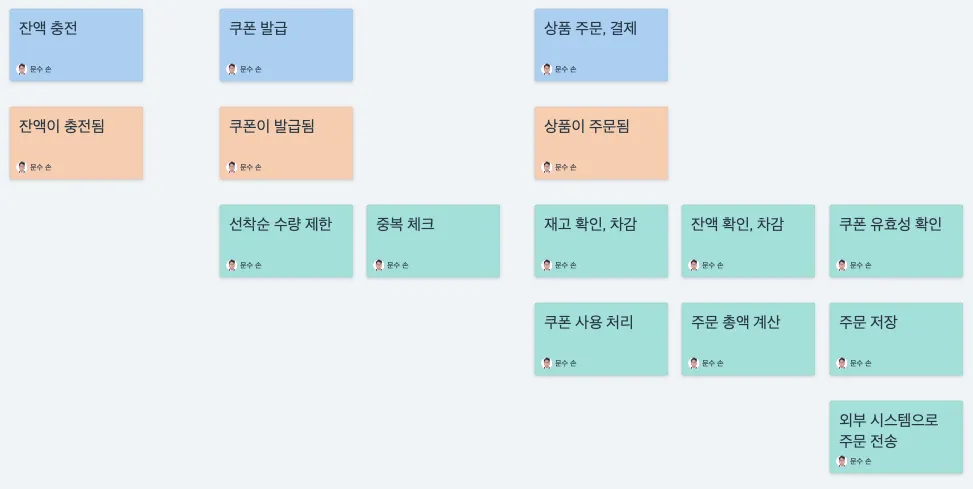 잔액 충전
문수 손
쿠폰 발급
문수 손
상품 주문, 결제
문수 손
잔액이 충전됨
문수 손
쿠폰이 발급됨
문수 손
상품이 주문됨
문수 손
선착순 수량 제한
문수 손
중복 체크
문수 손
재고 확인, 차감
문수 손
잔액 확인, 차감
문수 손
쿠폰 유효성 확인
문수 손
쿠폰 사용 처리
문수 손
주문 총액 계산
문수 손
주문 저장
문수 손
외부 시스템으로
주문 전송
문수 손